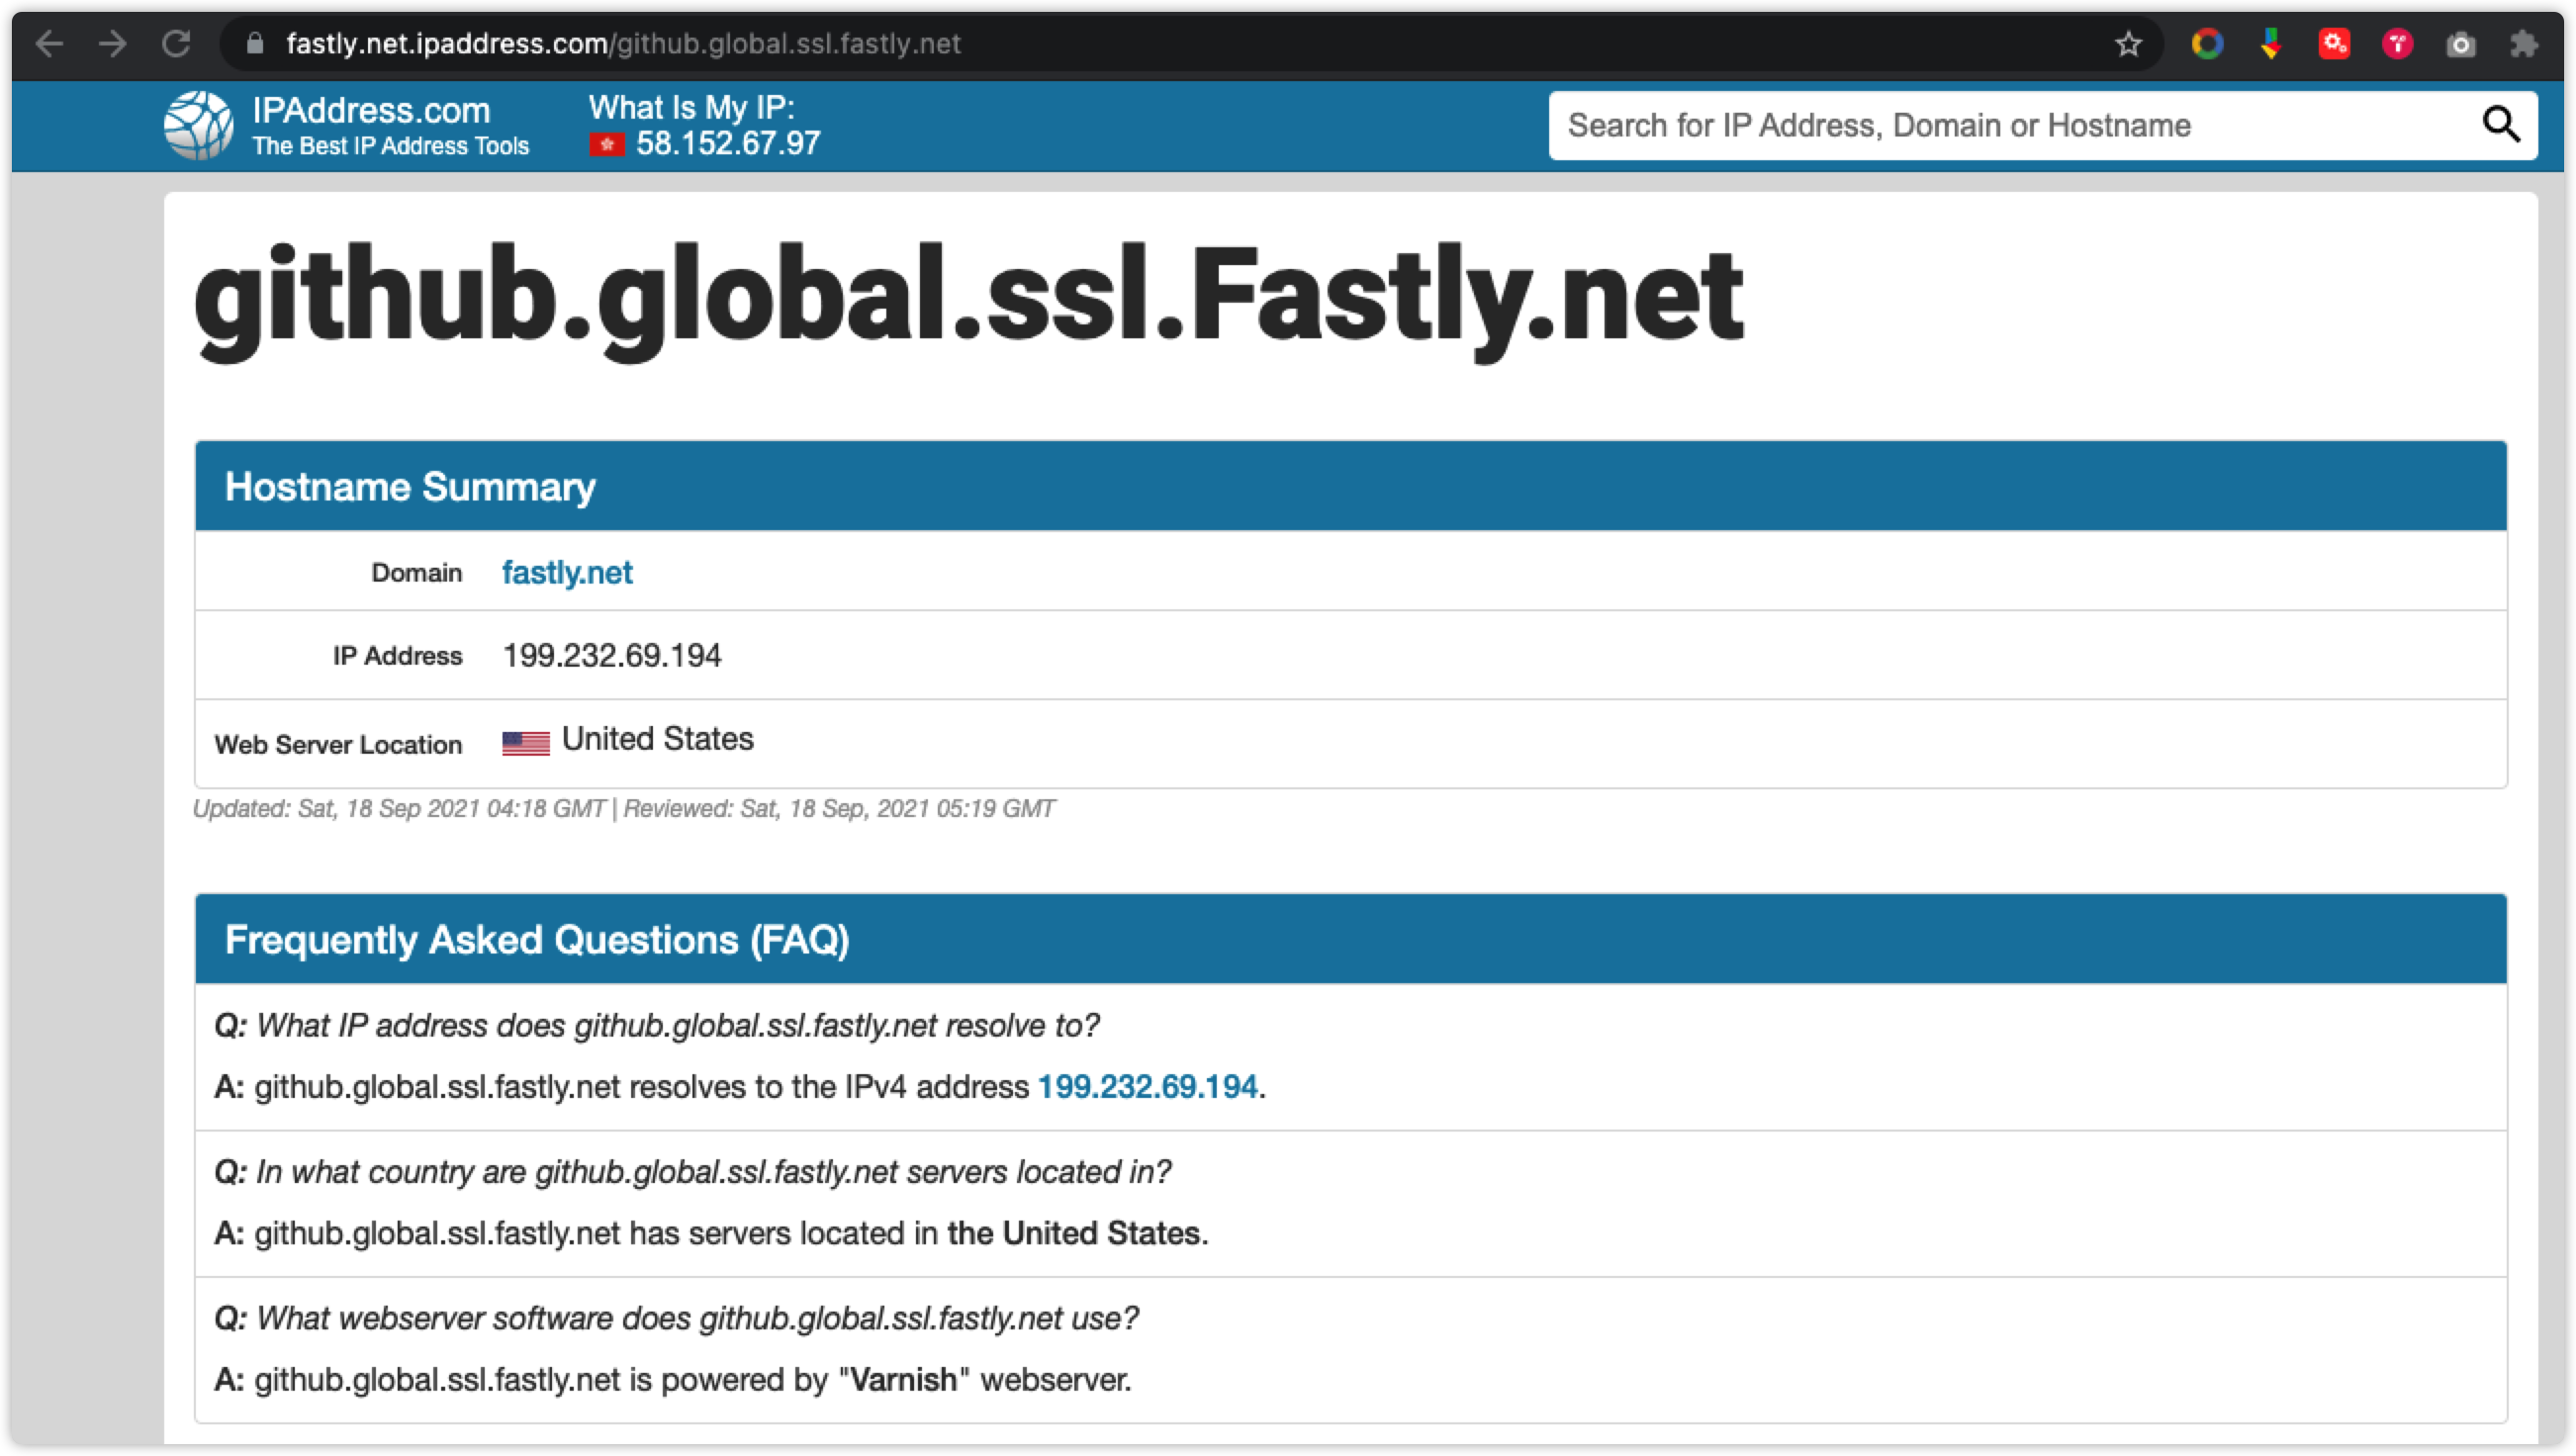 fastly.net.ipaddress.com/github.global.ssl.fastly.net
IPAddress.com
The Best IP Address Tools
What Is My IP:
58.152.67.97
Search for IP Address, Domain or Hostname
github.global.ssl.Fastly.net
Hostname Summary
Domain fastly.net
IP Address 199.232.69.194
Web Server Location United States
Updated: Sat, 18 Sep 2021 04:18 GMT | Reviewed: Sat, 18 Sep, 2021 05:19 GMT
Frequently Asked Questions (FAQ)
Q: What IP address does github.global.ssl.fastly.net resolve to?
A: github.global.ssl.fastly.net resolves to the IPv4 address 199.232.69.194.
Q: In what country are github.global.ssl.fastly.net servers located in?
A: github.global.ssl.fastly.net has servers located in the United States.
Q: What webserver software does github.global.ssl.fastly.net use?
A: github.global.ssl.fastly.net is powered by "Varnish" webserver.